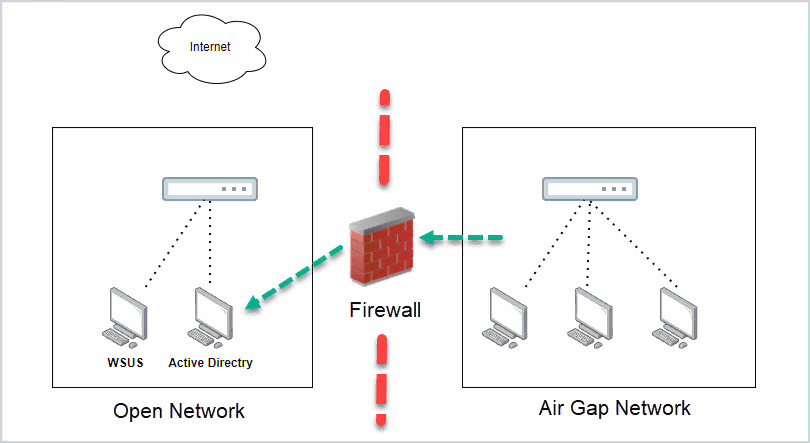 Internet
Firewall
WSUS
Active Directry
Open Network
Air Gap Network